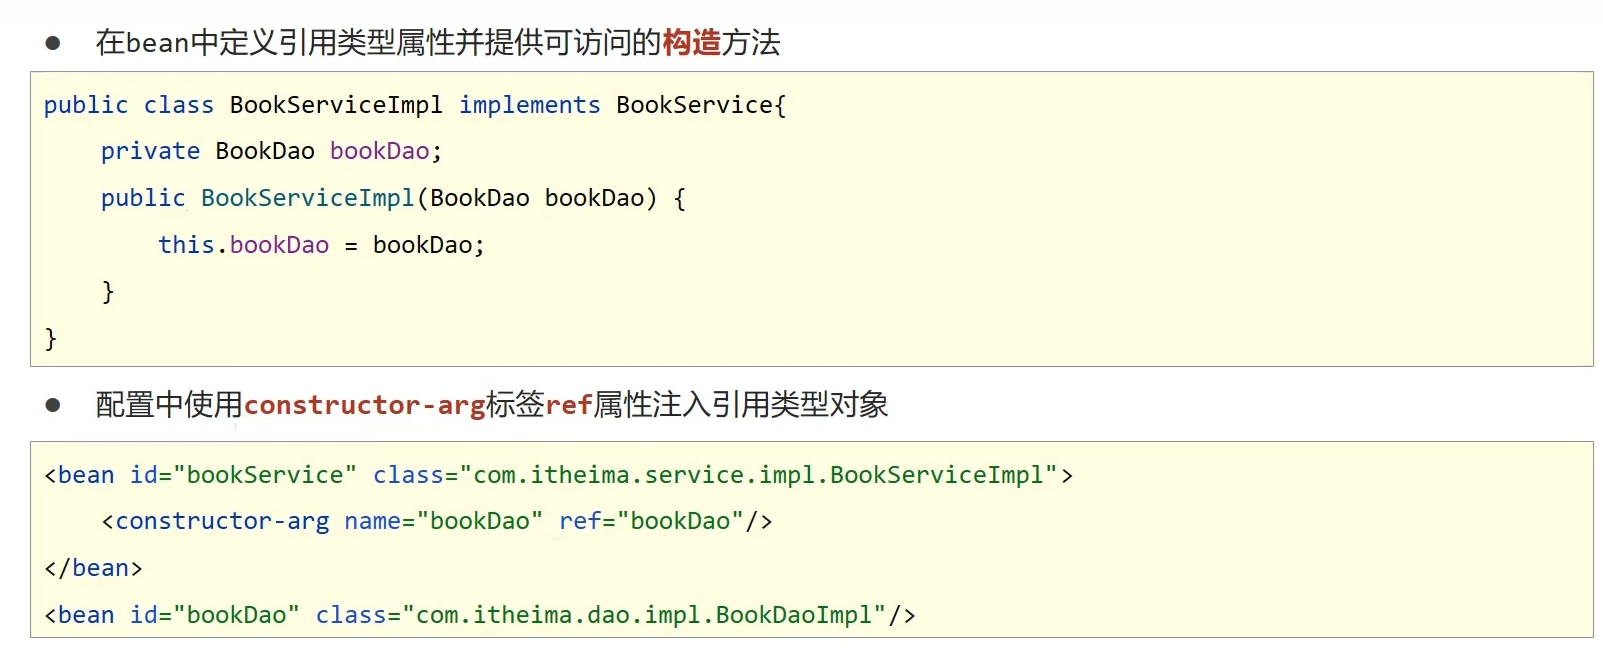 ● 在bean中定义引用类型属性并提供可访问的构造方法
public class BookServiceImpl implements BookService{
    private BookDao bookDao;
    public BookServiceImpl(BookDao bookDao) {
        this.bookDao = bookDao;
    }
}
● 配置中使用constructor-arg标签ref属性注入引用类型对象
<bean id="bookService" class="com.itheima.service.impl.BookServiceImpl">
    <constructor-arg name="bookDao" ref="bookDao"/>
</bean>
<bean id="bookDao" class="com.itheima.dao.impl.BookDaoImpl"/>